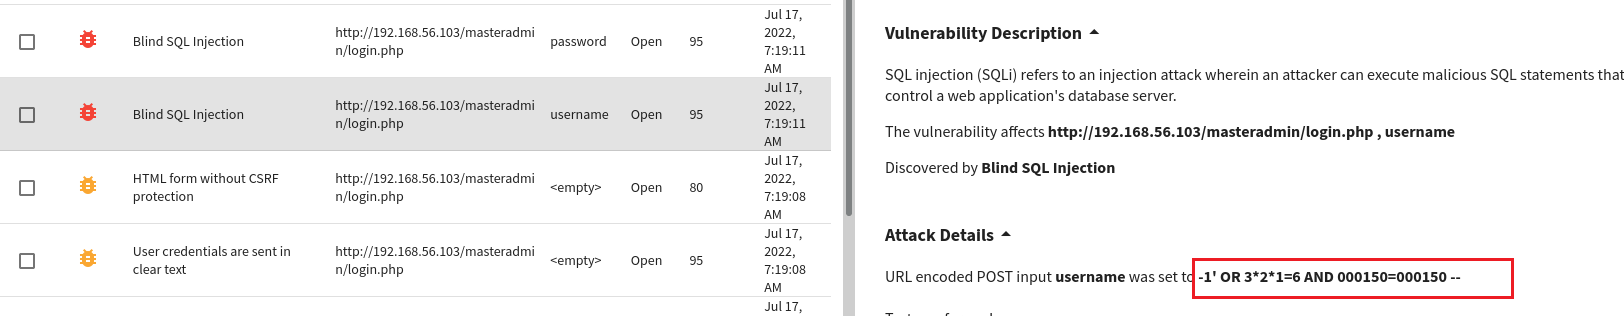 Blind SQL Injection
http://192.168.56.103/masteradmi
n/login.php
password
Open
95
Jul 17,
2022,
7:19:11
AM
Blind SQL Injection
http://192.168.56.103/masteradmi
n/login.php
username
Open
95
Jul 17,
2022,
7:19:11
AM
HTML form without CSRF
protection
http://192.168.56.103/masteradmi
n/login.php
<empty>
Open
80
Jul 17,
2022,
7:19:08
AM
User credentials are sent in
clear text
http://192.168.56.103/masteradmi
n/login.php
<empty>
Open
95
Jul 17,
2022,
7:19:08
AM
Jul 17,
Vulnerability Description
SQL injection (SQLi) refers to an injection attack wherein an attacker can execute malicious SQL statements that
control a web application's database server.
The vulnerability affects http://192.168.56.103/masteradmin/login.php , username
Discovered by Blind SQL Injection
Attack Details
URL encoded POST input username was set to -1' OR 3*2*1=6 AND 000150=000150 --